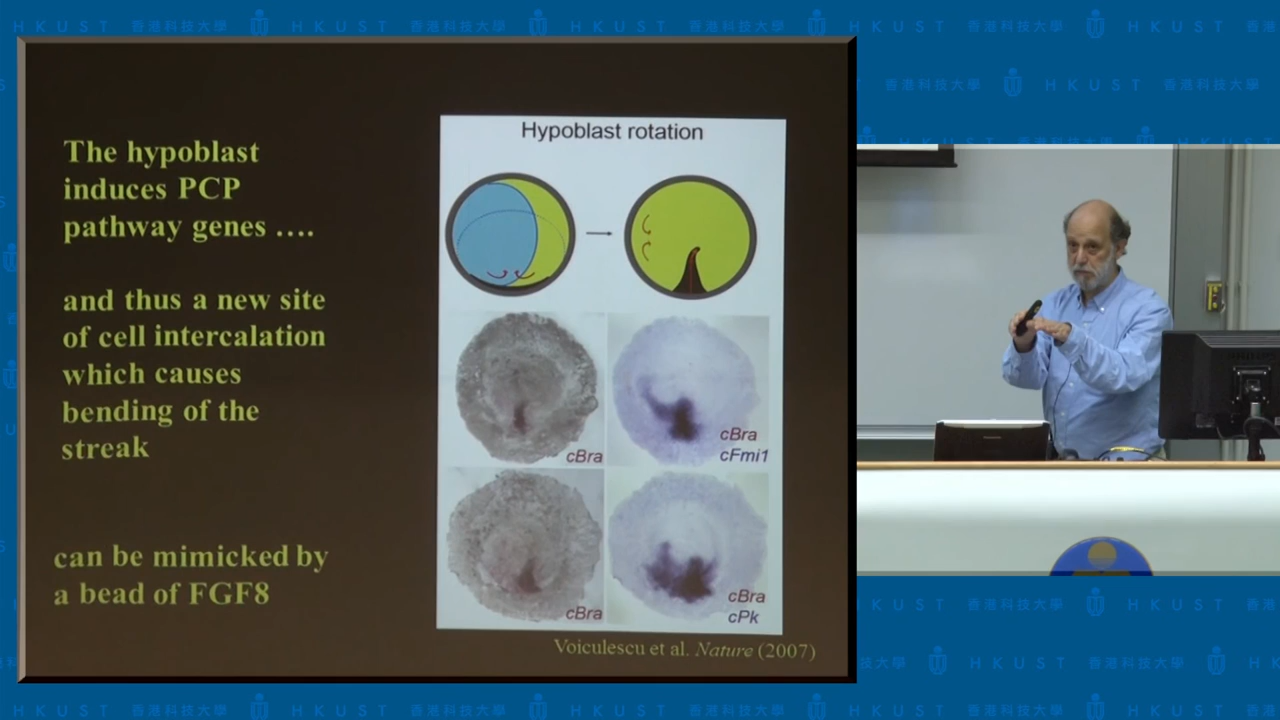 The hypoblast
induces PCP
pathway genes ….
and thus a new site
of cell intercalation
which causes
bending of the
streak
can be mimicked by
a bead of FGF8
Hypoblast rotation
cBra
cBra
cFmi1
cBra
cBra
cPk
Voiculescu et al. Nature (2007)
HKUST 香港科技大學